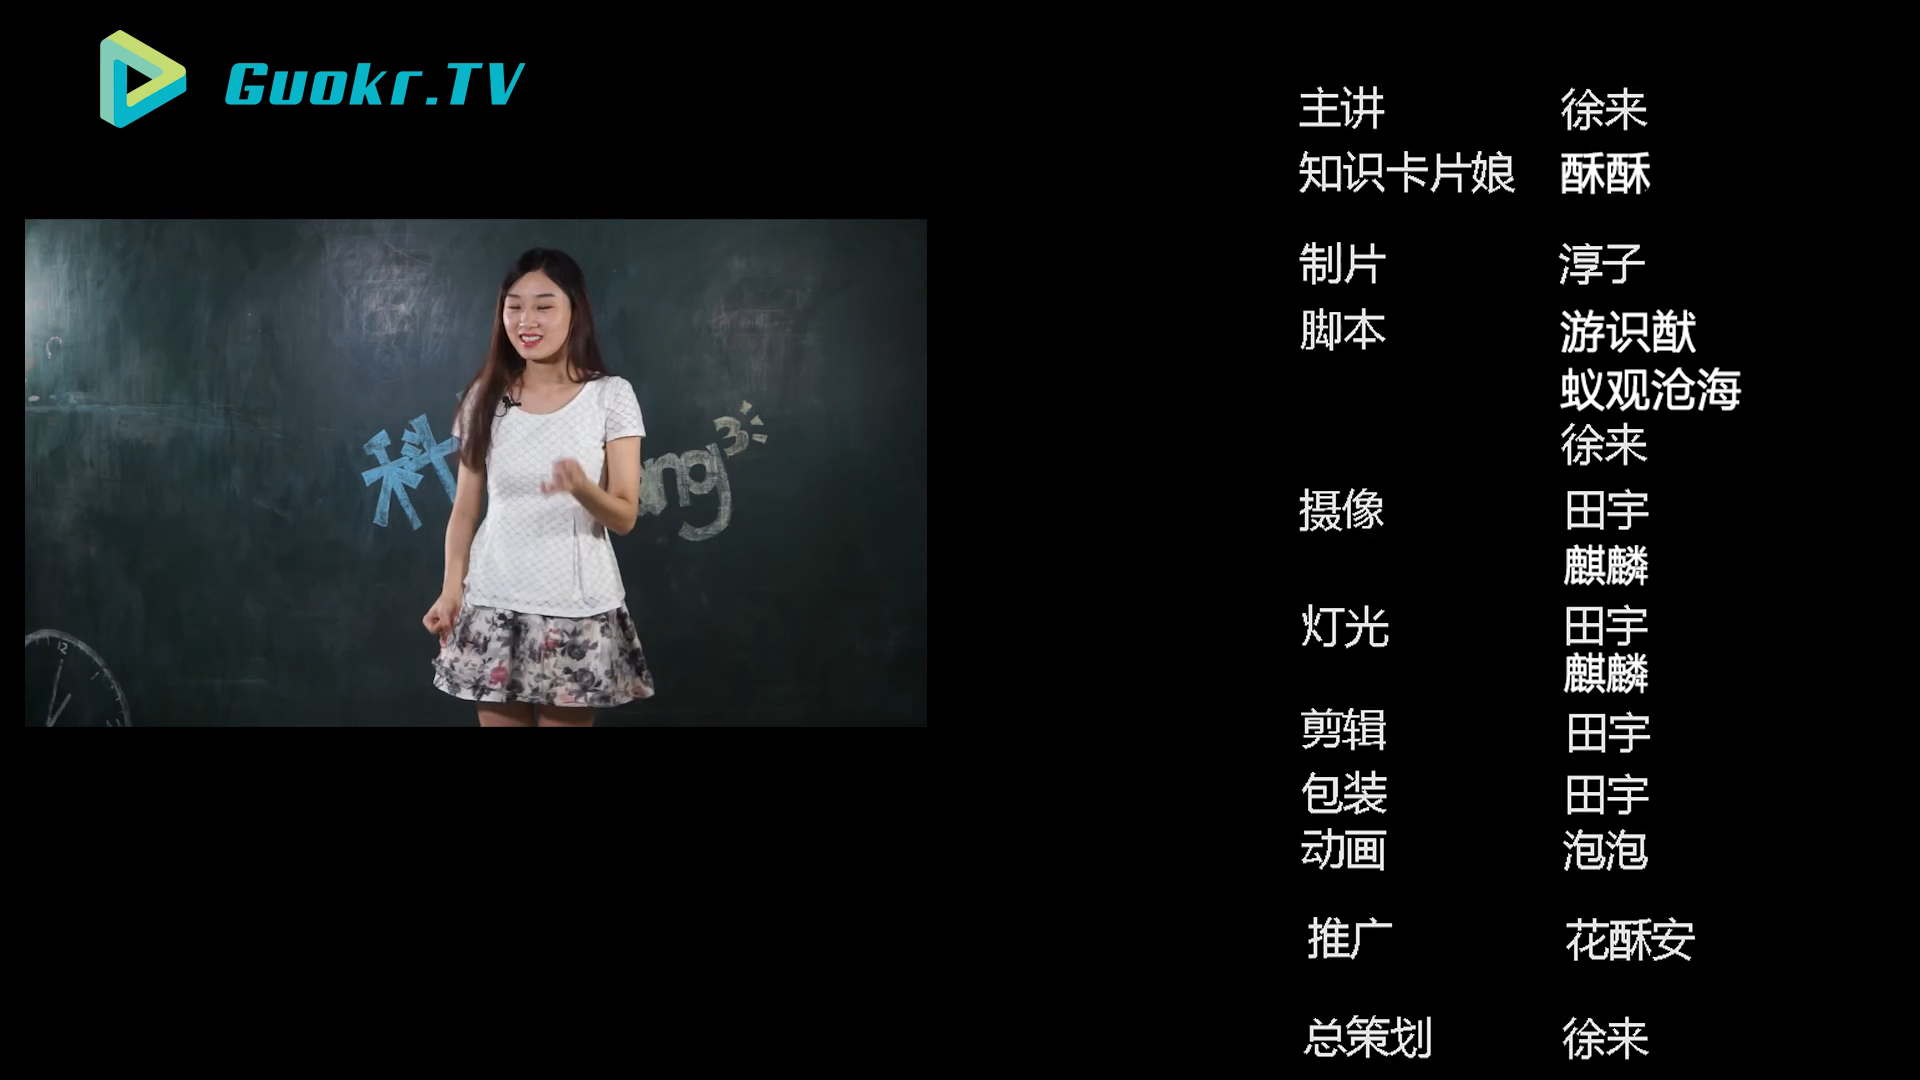 Guokr.TV
主讲 徐来
知识卡片娘 酥酥
制片 淳子
脚本 游识猷
蚁观沧海
徐来
摄像 田宇
麒麟
灯光 田宇
麒麟
剪辑 田宇
包装 田宇
动画 泡泡
推广 花酥安
总策划 徐来
科
ng3
12